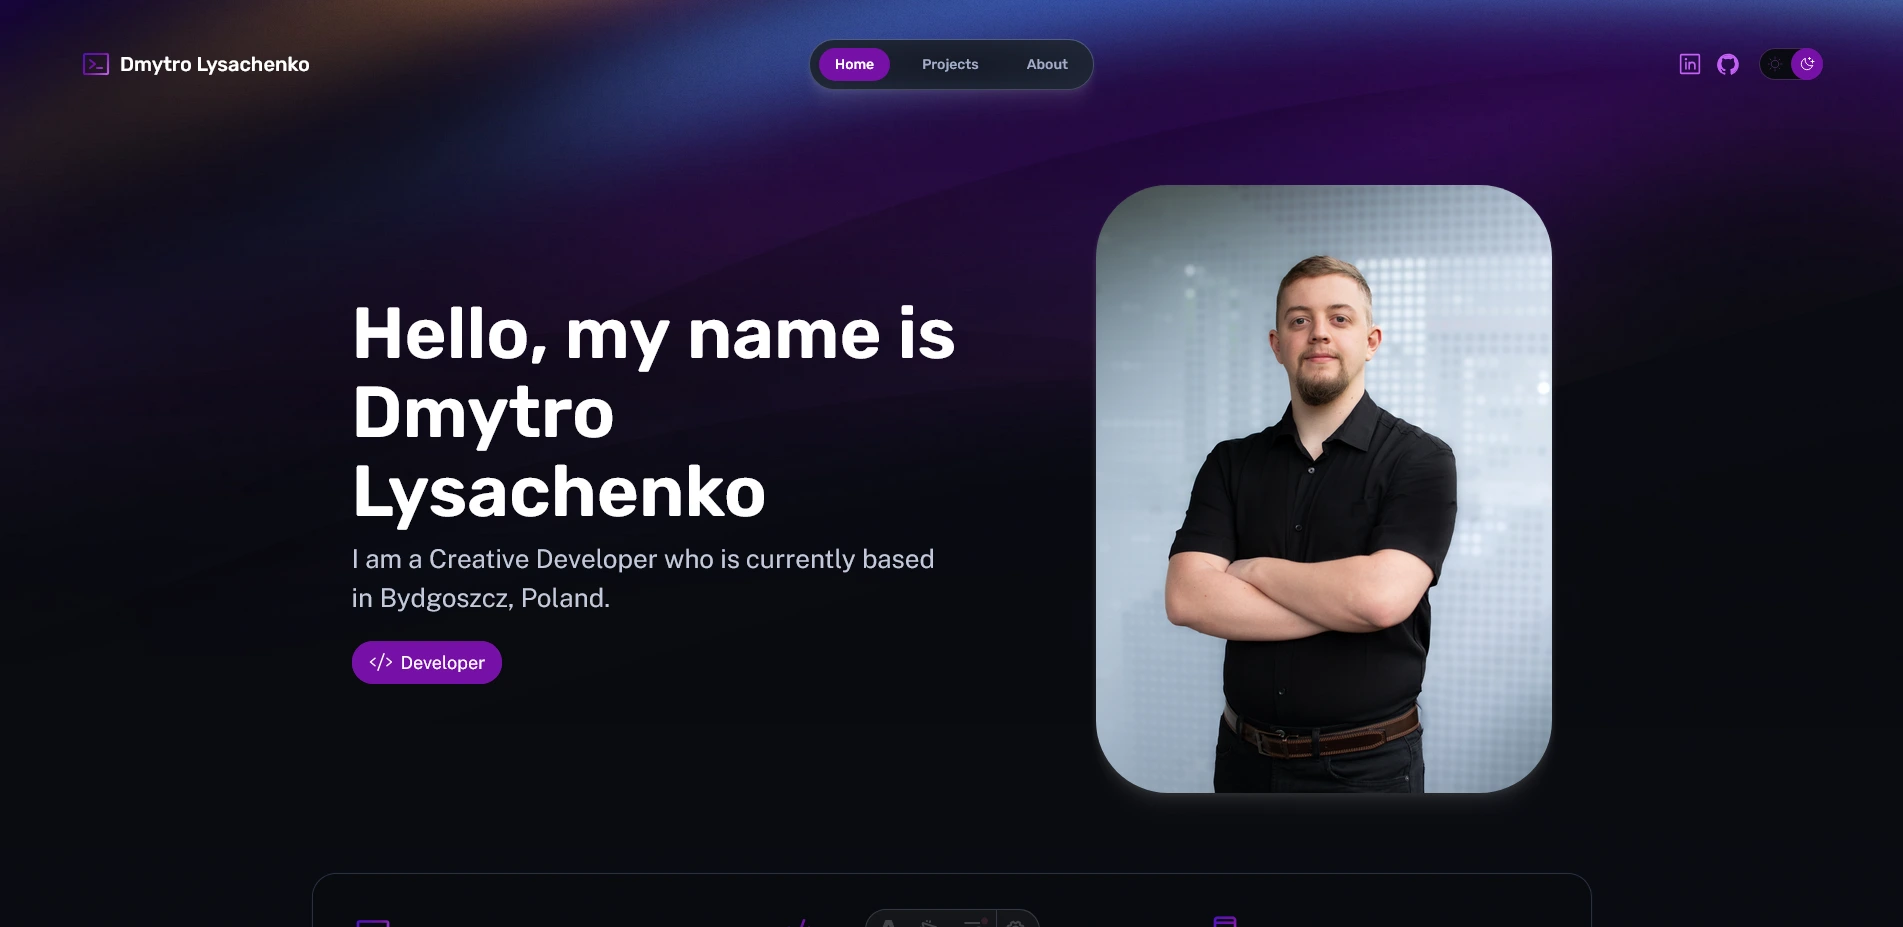 Dmytro Lysachenko
Home Projects About
Hello, my name is
Dmytro
Lysachenko
I am a Creative Developer who is currently based
in Bydgoszcz, Poland.
</> Developer